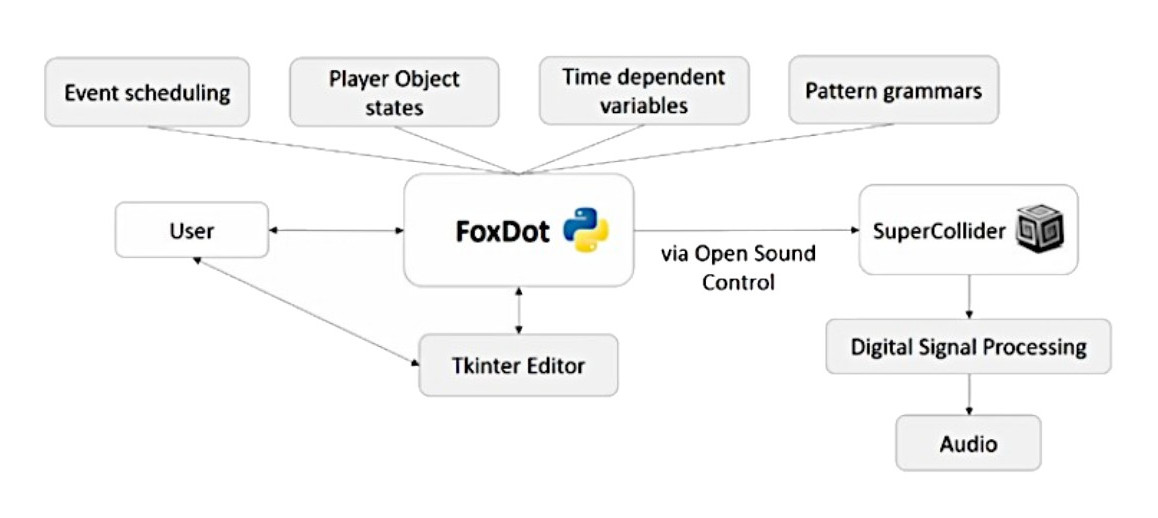 Event scheduling
Player Object
states
Time dependent
variables
Pattern grammars
User
FoxDot
via Open Sound
Control
SuperCollider
Tkinter Editor
Digital Signal Processing
Audio